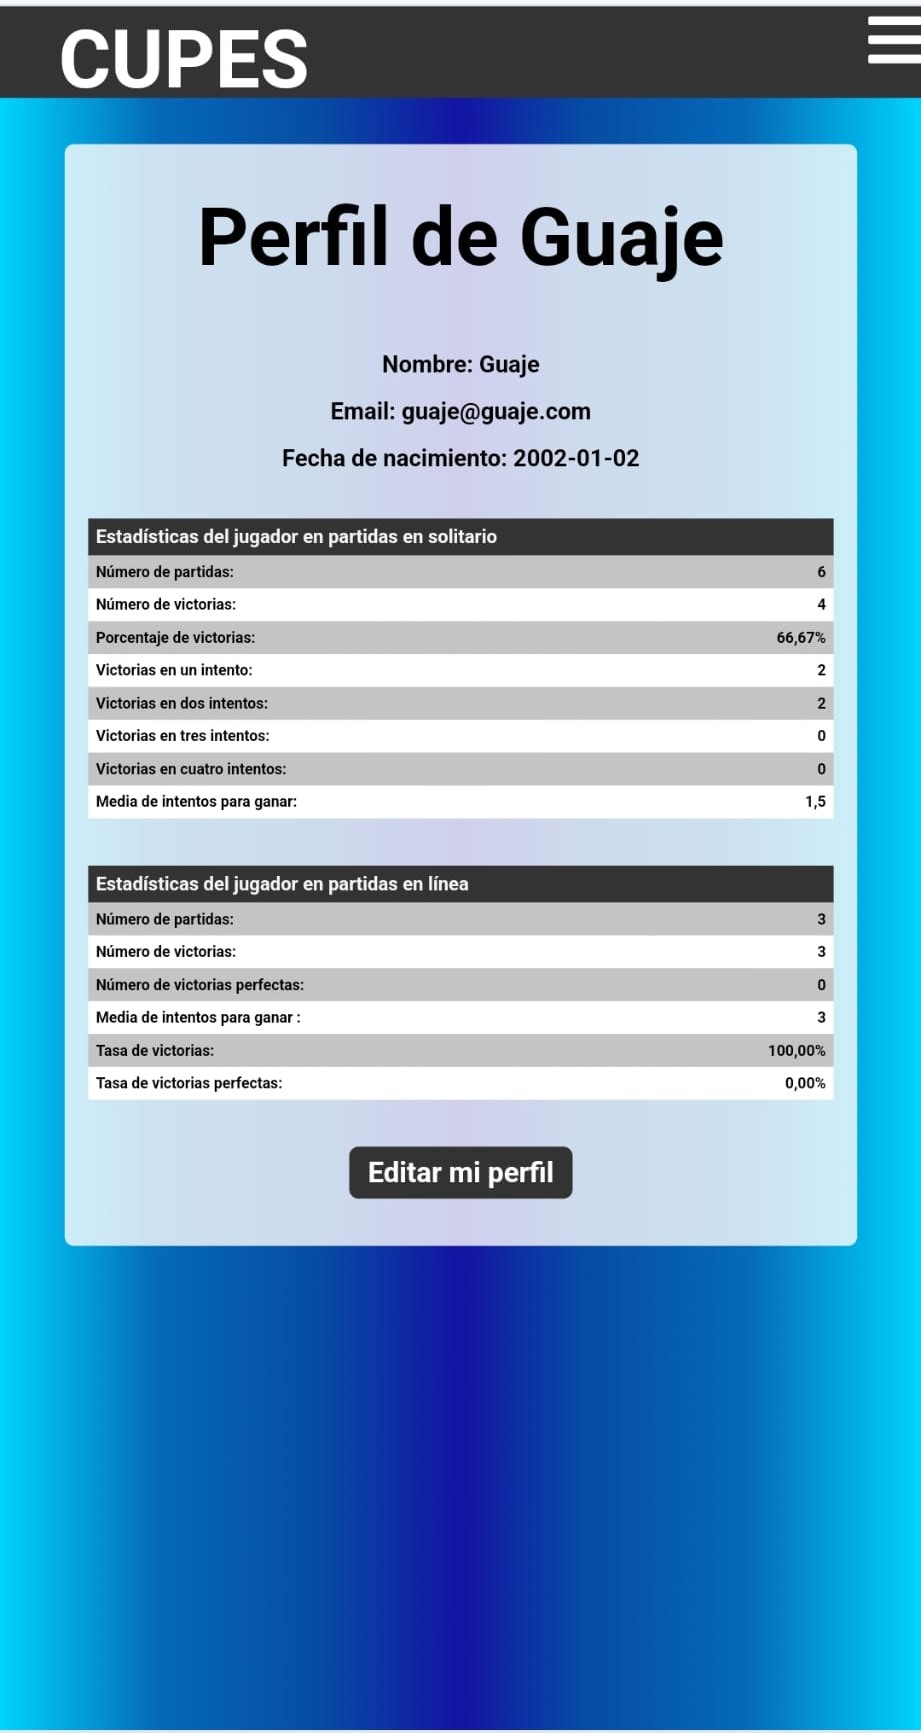 CUPES
Perfil de Guaje
Nombre: Guaje
Email: guaje@guaje.com
Fecha de nacimiento: 2002-01-02
Estadísticas del jugador en partidas en solitario
Número de partidas: 6
Número de victorias: 4
Porcentaje de victorias: 66,67%
Victorias en un intento: 2
Victorias en dos intentos: 2
Victorias en tres intentos: 0
Victorias en cuatro intentos: 0
Media de intentos para ganar: 1,5
Estadísticas del jugador en partidas en línea
Número de partidas: 3
Número de victorias: 3
Número de victorias perfectas: 0
Media de intentos para ganar : 3
Tasa de victorias: 100,00%
Tasa de victorias perfectas: 0,00%
Editar mi perfil